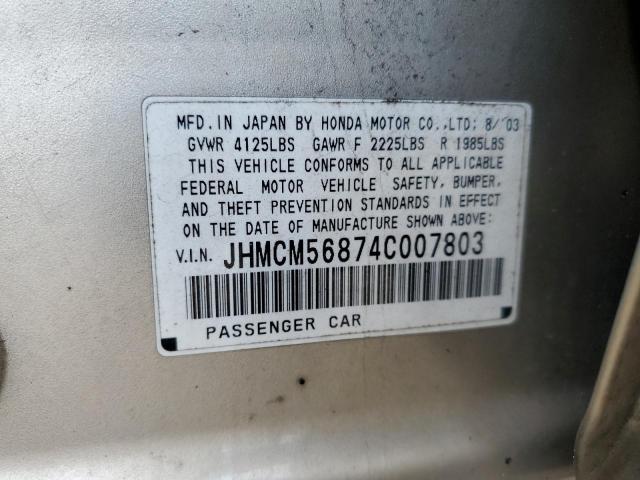 MFD. IN JAPAN BY HONDA MOTOR CO.,LTD; 8/'03
GVWR 4125LBS GAWR F 2225LBS R 1985LBS
THIS VEHICLE CONFORMS TO ALL APPLICABLE
FEDERAL MOTOR VEHICLE SAFETY, BUMPER,
AND THEFT PREVENTION STANDARDS IN EFFECT
ON THE DATE OF MANUFACTURE SHOWN ABOVE:
V.I.N. JHMCM56874C007803
PASSENGER CAR